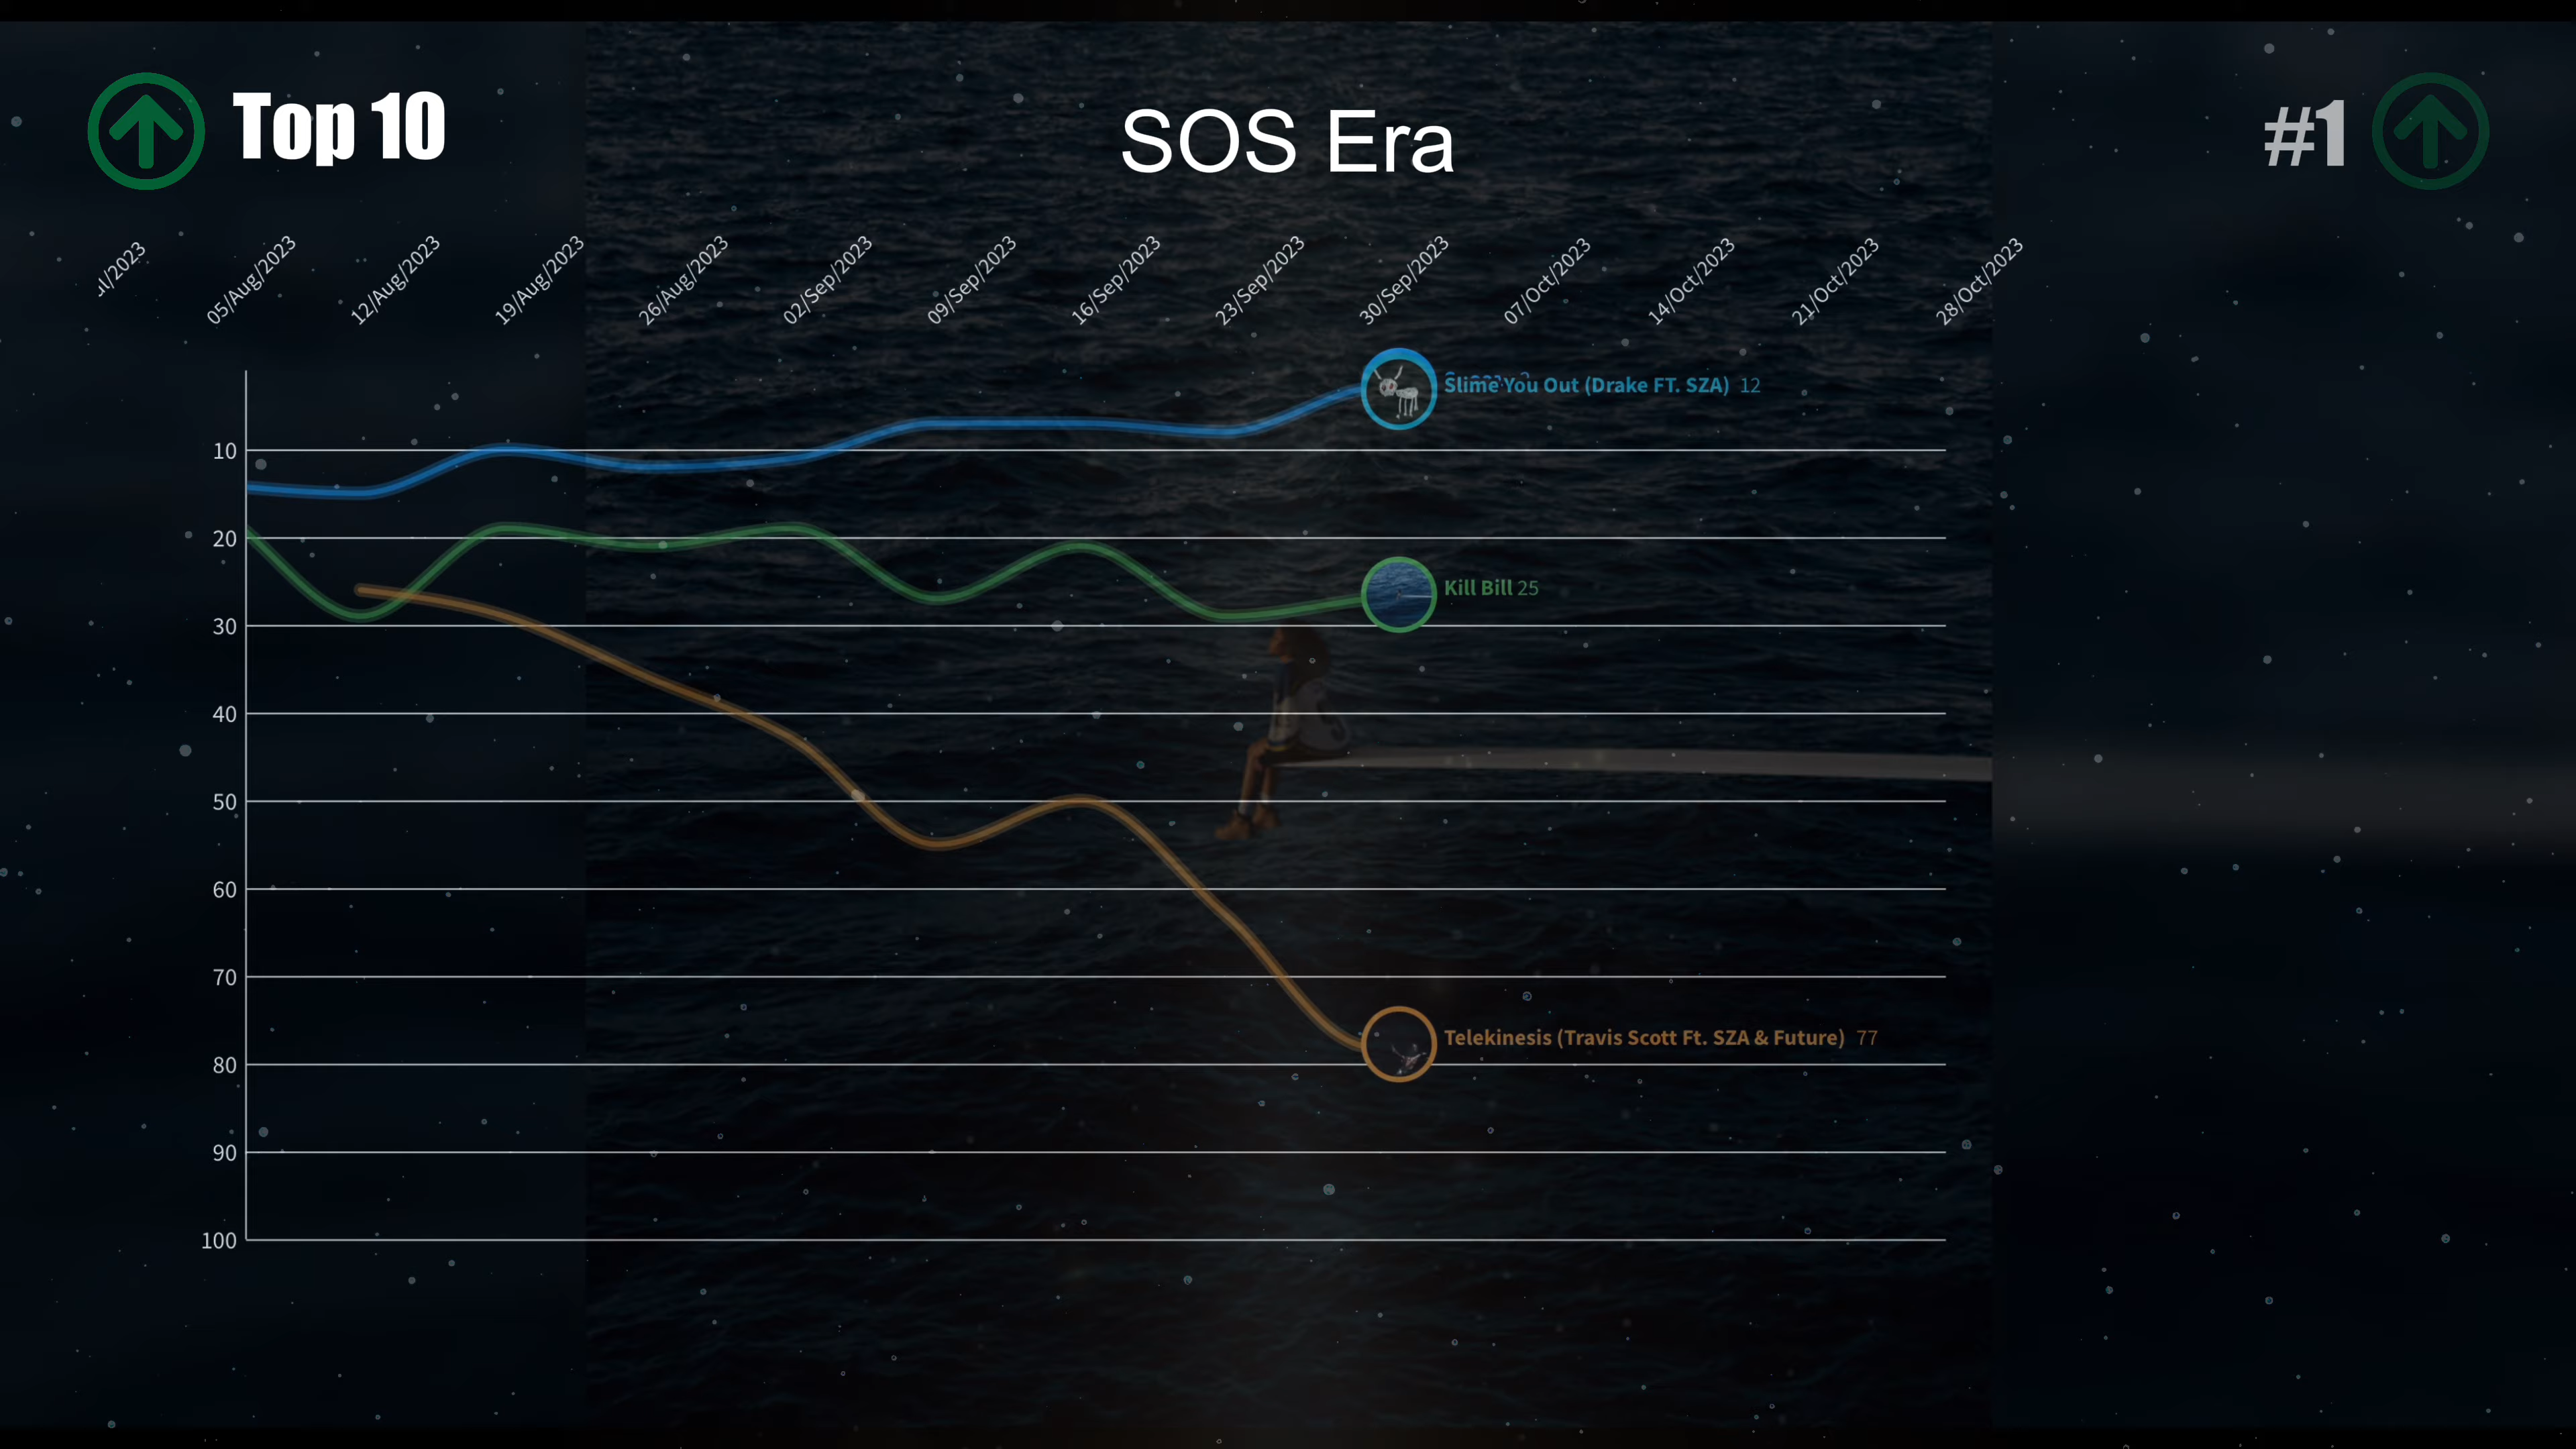 Top 10
SOS Era
#1
05/Aug/2023
12/Aug/2023
19/Aug/2023
26/Aug/2023
02/Sep/2023
09/Sep/2023
16/Sep/2023
23/Sep/2023
30/Sep/2023
07/Oct/2023
14/Oct/2023
21/Oct/2023
28/Oct/2023
Slime You Out (Drake FT. SZA) 12
10
20
Kill Bill 25
30
40
50
60
70
Telekinesis (Travis Scott Ft. SZA & Future) 77
80
90
100